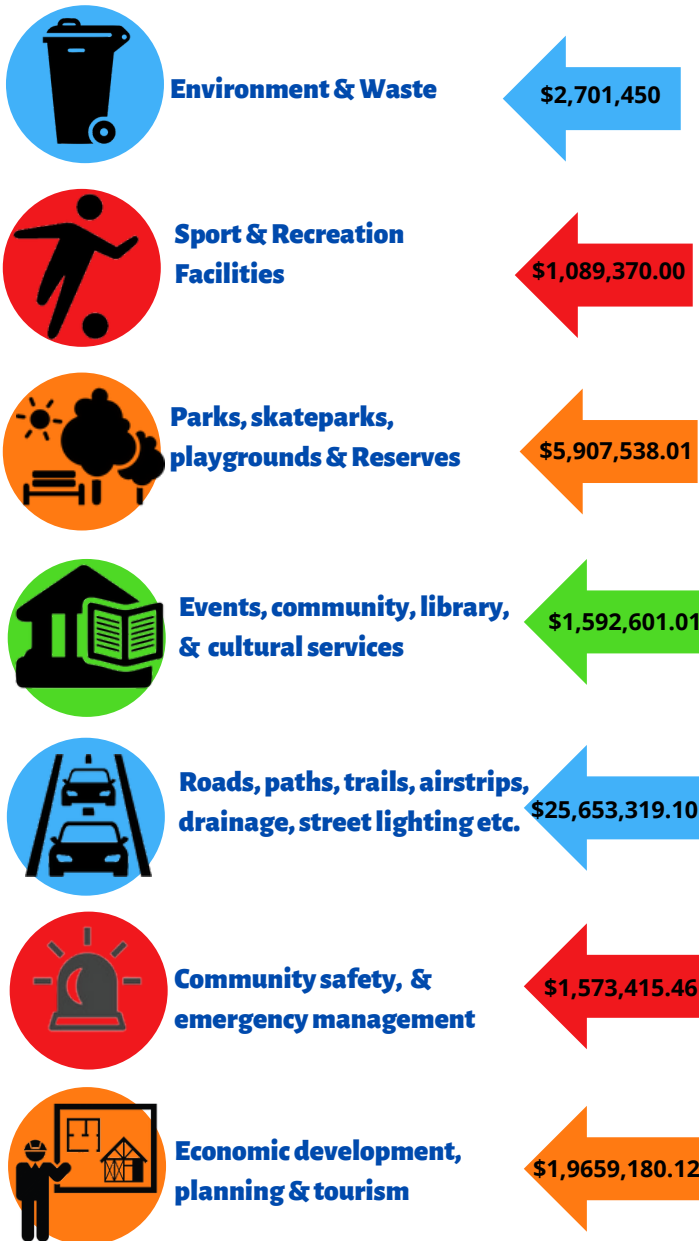 Environment & Waste
$2,701,450
Sport & Recreation
Facilities
$1,089,370.00
Parks, skateparks,
playgrounds & Reserves
$5,907,538.01
Events, community, library,
& cultural services
$1,592,601.01
Roads, paths, trails, airstrips,
drainage, street lighting etc.
$25,653,319.10
Community safety, &
emergency management
$1,573,415.46
Economic development,
planning & tourism
$1,9659,180.12